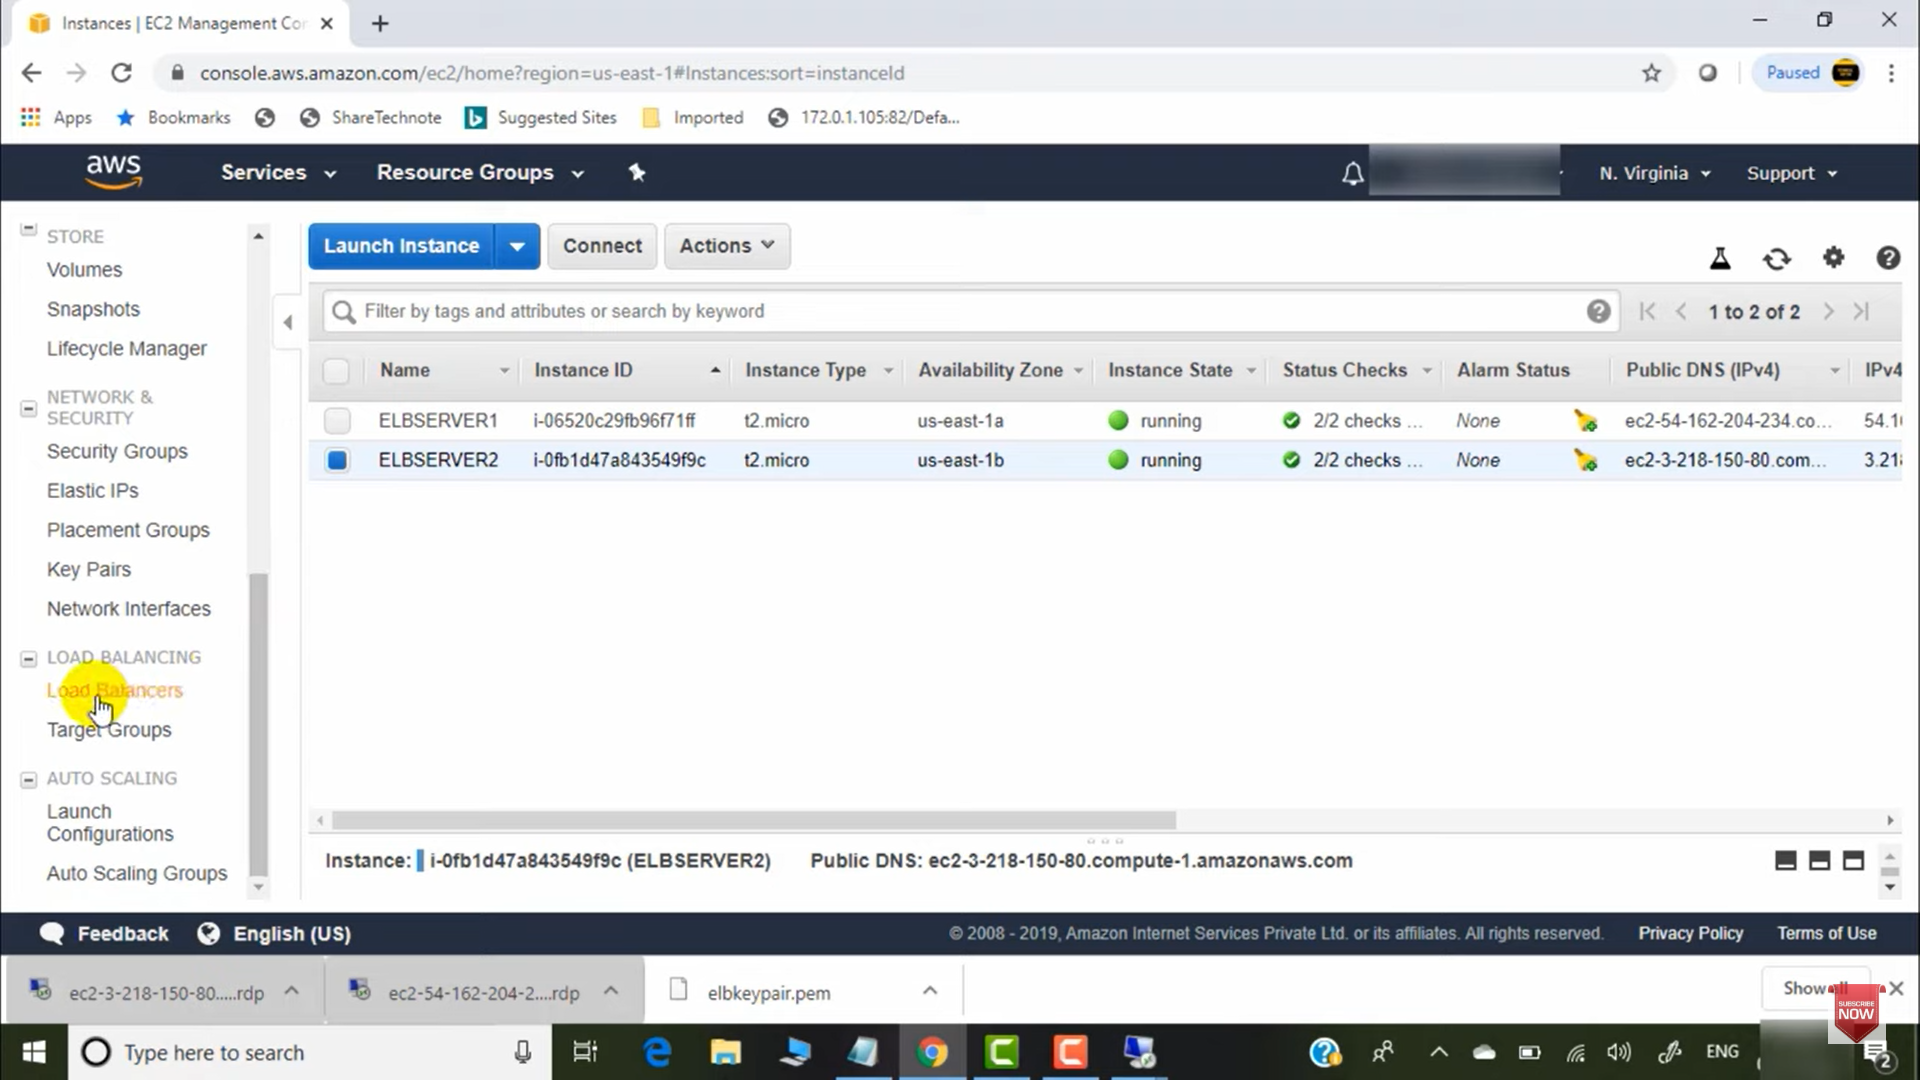 Instances | EC2 Management Cor
console.aws.amazon.com/ec2/home?region=us-east-1#Instances:sort=instanceId
Paused
Apps
Bookmarks
ShareTechnote
Suggested Sites
Imported
172.0.1.105:82/Defa...
aws
Services
Resource Groups
N. Virginia
Support
STORE
Volumes
Snapshots
Lifecycle Manager
NETWORK &
SECURITY
Security Groups
Elastic IPs
Placement Groups
Key Pairs
Network Interfaces
LOAD BALANCING
Load Balancers
Target Groups
AUTO SCALING
Launch
Configurations
Auto Scaling Groups
Launch Instance
Connect
Actions
Filter by tags and attributes or search by keyword
1 to 2 of 2
Name Instance ID Instance Type Availability Zone Instance State Status Checks Alarm Status Public DNS (IPv4) IPv4
ELBSERVER1 i-06520c29fb96f71ff t2.micro us-east-1a running 2/2 checks ... None ec2-54-162-204-234.co... 54.1
ELBSERVER2 i-0fb1d47a843549f9c t2.micro us-east-1b running 2/2 checks ... None ec2-3-218-150-80.com... 3.218
Instance: i-0fb1d47a843549f9c (ELBSERVER2) Public DNS: ec2-3-218-150-80.compute-1.amazonaws.com
Feedback
English (US)
© 2008 - 2019, Amazon Internet Services Private Ltd. or its affiliates. All rights reserved.
Privacy Policy
Terms of Use
ec2-3-218-150-80.....rdp
ec2-54-162-204-2....rdp
elbkeypair.pem
Show
SUBSCRIBE
NOW
Type here to search
ENG
2